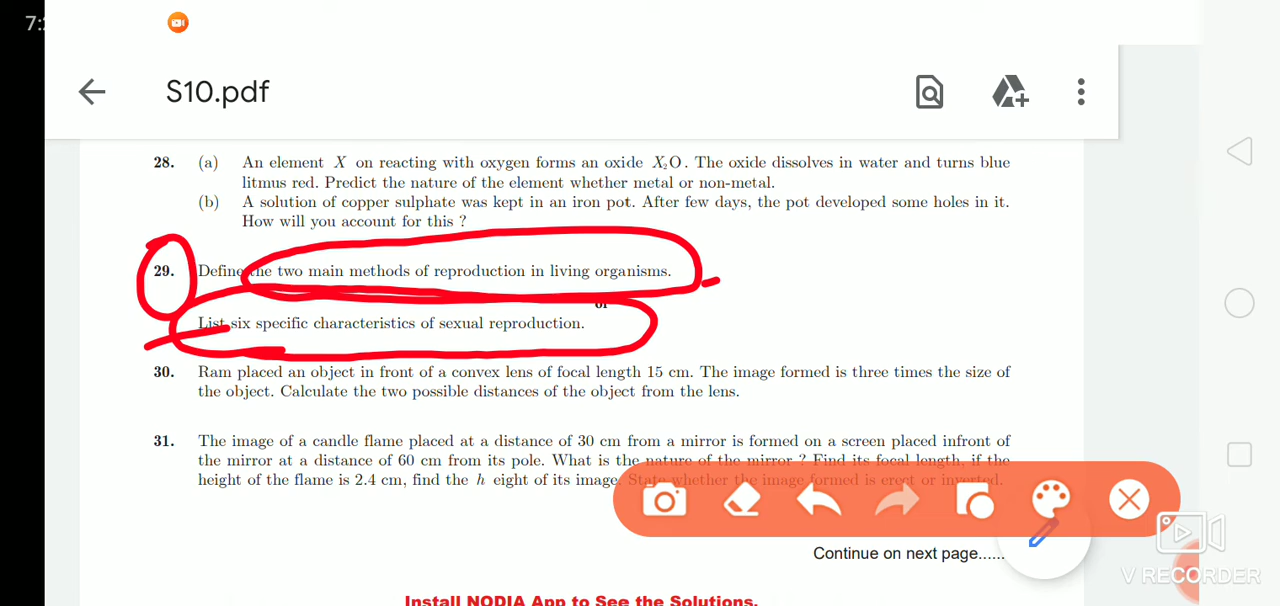 7:
S10.pdf
28. (a) An element X on reacting with oxygen forms an oxide X₂O. The oxide dissolves in water and turns blue
litmus red. Predict the nature of the element whether metal or non-metal.
(b) A solution of copper sulphate was kept in an iron pot. After few days, the pot developed some holes in it.
How will you account for this ?
29. Define the two main methods of reproduction in living organisms.
or
List six specific characteristics of sexual reproduction.
30. Ram placed an object in front of a convex lens of focal length 15 cm. The image formed is three times the size of
the object. Calculate the two possible distances of the object from the lens.
31. The image of a candle flame placed at a distance of 30 cm from a mirror is formed on a screen placed infront of
the mirror at a distance of 60 cm from its pole. What is the nature of the mirror ? Find its focal length, if the
height of the flame is 2.4 cm, find the h eight of its image. State whether the image formed is erect or inverted.
Continue on next page......
V RECORDER
Install NODIA App to See the Solutions.